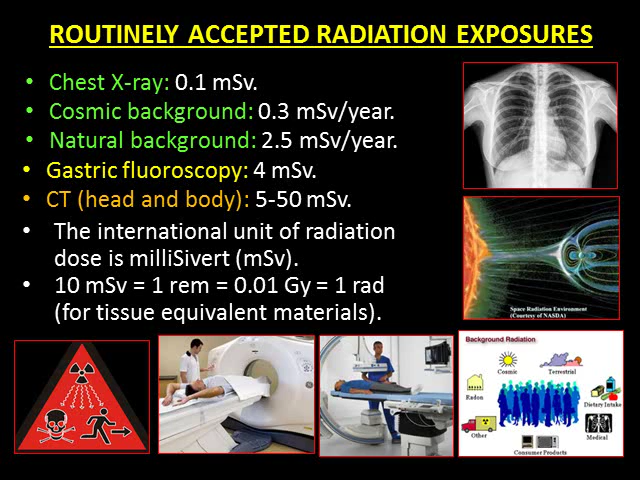 ROUTINELY ACCEPTED RADIATION EXPOSURES
• Chest X-ray: 0.1 mSv.
• Cosmic background: 0.3 mSv/year.
• Natural background: 2.5 mSv/year.
• Gastric fluoroscopy: 4 mSv.
• CT (head and body): 5-50 mSv.
• The international unit of radiation
dose is milliSivert (mSv).
• 10 mSv = 1 rem = 0.01 Gy = 1 rad
(for tissue equivalent materials).
Space Radiation Environment
(Courtesy of NASDA)
Background Radiation
Cosmic
Terrestrial
Radon
Dietary Intake
Other
Medical
Consumer Products